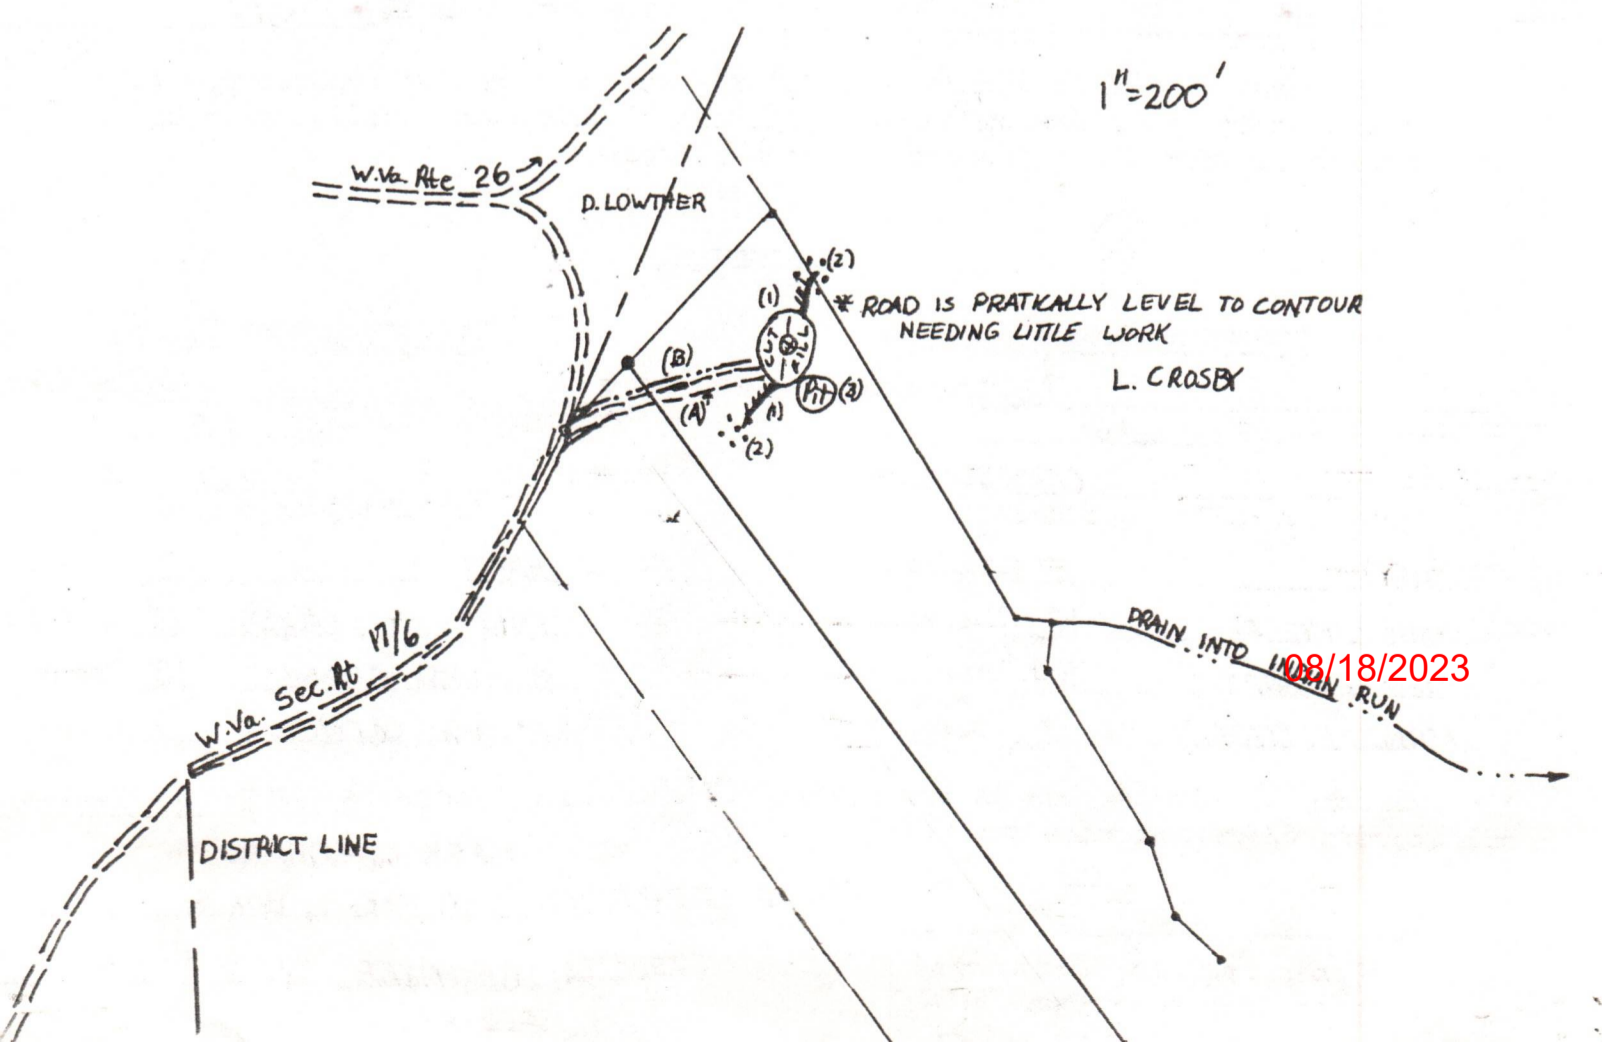 1"=200'
W.Va. Rte 26
D. LOWTHER
(2)
(1)
* ROAD IS PRATICALLY LEVEL TO CONTOUR
NEEDING LITTLE WORK
(B)
CUT
FILL
L. CROSBY
(A)*
(1)
Pit (3)
(2)
W.Va. Sec. Rt 17/6
DRAIN INTO INDIAN RUN
08/18/2023
DISTRICT LINE